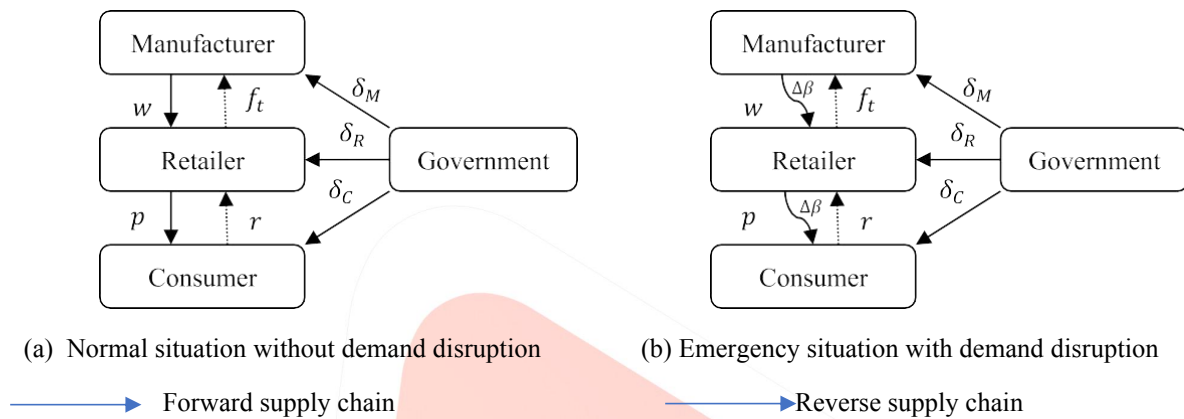 Manufacturer
w
f_t
δ_M
Retailer
δ_R
Government
p
r
δ_C
Consumer
(a) Normal situation without demand disruption
Manufacturer
Δβ
w
f_t
δ_M
Retailer
δ_R
Government
Δβ
p
r
δ_C
Consumer
(b) Emergency situation with demand disruption
Forward supply chain
Reverse supply chain